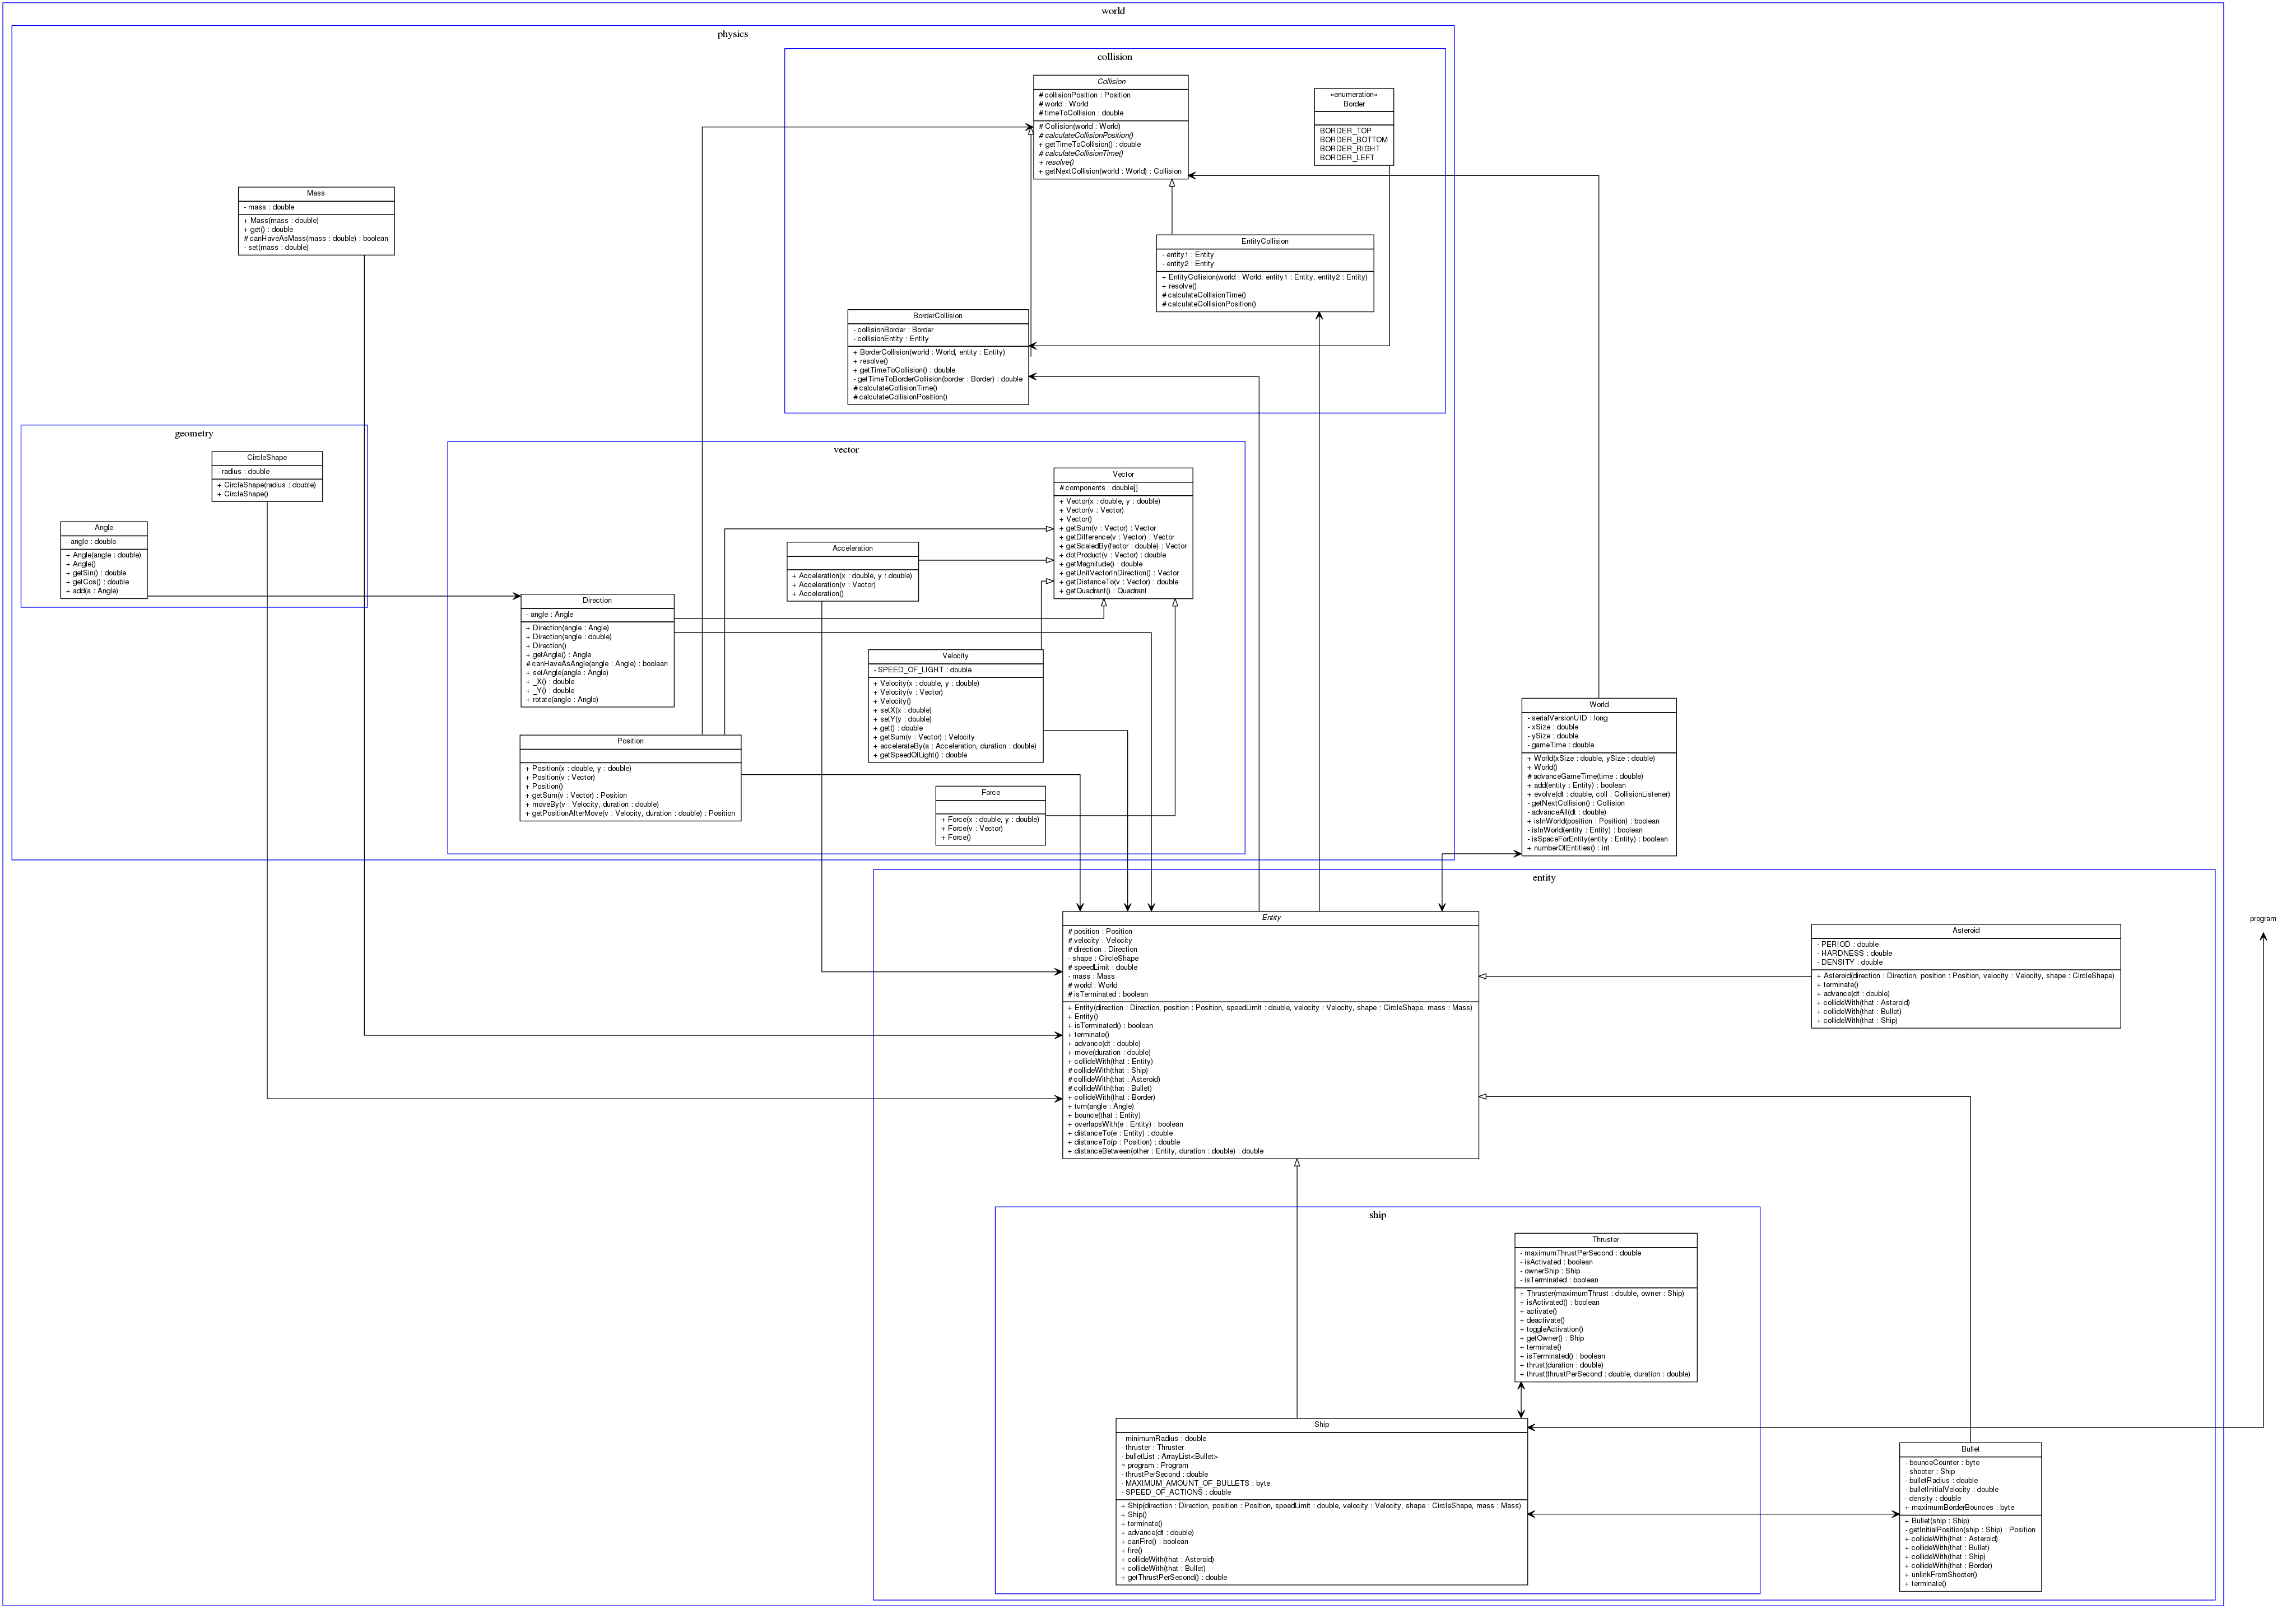 world
physics
collision
Collision
# collisionPosition : Position
# world : World
# timeToCollision : double
# Collision(world : World)
# calculateCollisionPosition()
+ getTimeToCollision() : double
# calculateCollisionTime()
+ resolve()
+ getNextCollision(world : World) : Collision
«enumeration»
Border
BORDER_TOP
BORDER_BOTTOM
BORDER_RIGHT
BORDER_LEFT
Mass
- mass : double
+ Mass(mass : double)
+ get() : double
# canHaveAsMass(mass : double) : boolean
- set(mass : double)
EntityCollision
- entity1 : Entity
- entity2 : Entity
+ EntityCollision(world : World, entity1 : Entity, entity2 : Entity)
+ resolve()
# calculateCollisionTime()
# calculateCollisionPosition()
BorderCollision
- collisionBorder : Border
- collisionEntity : Entity
+ BorderCollision(world : World, entity : Entity)
+ resolve()
+ getTimeToCollision() : double
- getTimeToBorderCollision(border : Border) : double
# calculateCollisionTime()
# calculateCollisionPosition()
geometry
CircleShape
- radius : double
+ CircleShape(radius : double)
+ CircleShape()
Angle
- angle : double
+ Angle(angle : double)
+ Angle()
+ getSin() : double
+ getCos() : double
+ add(a : Angle)
vector
Vector
# components : double[]
+ Vector(x : double, y : double)
+ Vector(v : Vector)
+ Vector()
+ getSum(v : Vector) : Vector
+ getDifference(v : Vector) : Vector
+ getScaledBy(factor : double) : Vector
+ dotProduct(v : Vector) : double
+ getMagnitude() : double
+ getUnitVectorInDirection() : Vector
+ getDistanceTo(v : Vector) : double
+ getQuadrant() : Quadrant
Acceleration
+ Acceleration(x : double, y : double)
+ Acceleration(v : Vector)
+ Acceleration()
Direction
- angle : Angle
+ Direction(angle : Angle)
+ Direction(angle : double)
+ Direction()
+ getAngle() : Angle
# canHaveAsAngle(angle : Angle) : boolean
+ setAngle(angle : Angle)
+ _X() : double
+ _Y() : double
+ rotate(angle : Angle)
Velocity
- SPEED_OF_LIGHT : double
+ Velocity(x : double, y : double)
+ Velocity(v : Vector)
+ Velocity()
+ setX(x : double)
+ setY(y : double)
+ get() : double
+ getSum(v : Vector) : Velocity
+ accelerateBy(a : Acceleration, duration : double)
+ getSpeedOfLight() : double
Position
+ Position(x : double, y : double)
+ Position(v : Vector)
+ Position()
+ getSum(v : Vector) : Position
+ moveBy(v : Velocity, duration : double)
+ getPositionAfterMove(v : Velocity, duration : double) : Position
Force
+ Force(x : double, y : double)
+ Force(v : Vector)
+ Force()
World
- serialVersionUID : long
- xSize : double
- ySize : double
- gameTime : double
+ World(xSize : double, ySize : double)
+ World()
# advanceGameTime(time : double)
+ add(entity : Entity) : boolean
+ evolve(dt : double, coll : CollisionListener)
- getNextCollision() : Collision
- advanceAll(dt : double)
+ isInWorld(position : Position) : boolean
- isInWorld(entity : Entity) : boolean
- isSpaceForEntity(entity : Entity) : boolean
+ numberOfEntities() : int
entity
Entity
# position : Position
# velocity : Velocity
# direction : Direction
- shape : CircleShape
# speedLimit : double
- mass : Mass
# world : World
# isTerminated : boolean
+ Entity(direction : Direction, position : Position, speedLimit : double, velocity : Velocity, shape : CircleShape, mass : Mass)
+ Entity()
+ isTerminated() : boolean
+ terminate()
+ advance(dt : double)
+ move(duration : double)
+ collideWith(that : Entity)
# collideWith(that : Ship)
# collideWith(that : Asteroid)
# collideWith(that : Bullet)
+ collideWith(that : Border)
+ turn(angle : Angle)
+ bounce(that : Entity)
+ overlapsWith(e : Entity) : boolean
+ distanceTo(e : Entity) : double
+ distanceTo(p : Position) : double
+ distanceBetween(other : Entity, duration : double) : double
Asteroid
- PERIOD : double
- HARDNESS : double
- DENSITY : double
+ Asteroid(direction : Direction, position : Position, velocity : Velocity, shape : CircleShape)
+ terminate()
+ advance(dt : double)
+ collideWith(that : Asteroid)
+ collideWith(that : Bullet)
+ collideWith(that : Ship)
program
ship
Thruster
- maximumThrustPerSecond : double
- isActivated : boolean
- ownerShip : Ship
- isTerminated : boolean
+ Thruster(maximumThrust : double, owner : Ship)
+ isActivated() : boolean
+ activate()
+ deactivate()
+ toggleActivation()
+ getOwner() : Ship
+ terminate()
+ isTerminated() : boolean
+ thrust(duration : double)
+ thrust(thrustPerSecond : double, duration : double)
Ship
- minimumRadius : double
- thruster : Thruster
- bulletList : ArrayList<Bullet>
~ program : Program
- thrustPerSecond : double
- MAXIMUM_AMOUNT_OF_BULLETS : byte
- SPEED_OF_ACTIONS : double
+ Ship(direction : Direction, position : Position, speedLimit : double, velocity : Velocity, shape : CircleShape, mass : Mass)
+ Ship()
+ terminate()
+ advance(dt : double)
+ canFire() : boolean
+ fire()
+ collideWith(that : Asteroid)
+ collideWith(that : Bullet)
+ getThrustPerSecond() : double
Bullet
- bounceCounter : byte
- shooter : Ship
- bulletRadius : double
- bulletInitialVelocity : double
- density : double
+ maximumBorderBounces : byte
+ Bullet(ship : Ship)
- getInitialPosition(ship : Ship) : Position
+ collideWith(that : Asteroid)
+ collideWith(that : Bullet)
+ collideWith(that : Ship)
+ collideWith(that : Border)
+ unlinkFromShooter()
+ terminate()